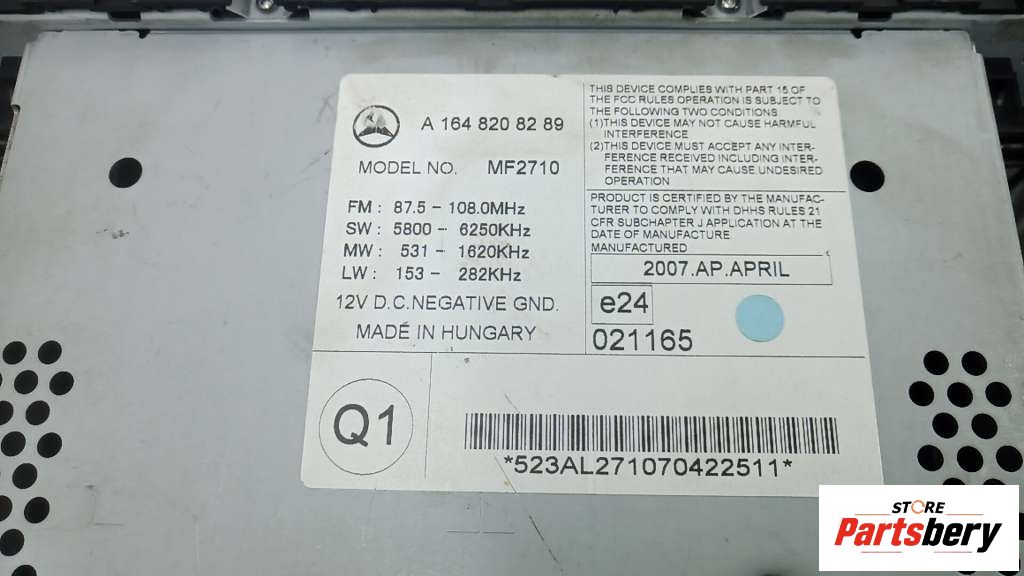 A 164 820 82 89
MODEL NO. MF2710
FM : 87.5 - 108.0MHz
SW : 5800 - 6250KHz
MW : 531 - 1620KHz
LW : 153 - 282KHz
12V D.C.NEGATIVE GND.
MADE IN HUNGARY
THIS DEVICE COMPLIES WITH PART 15 OF
THE FCC RULES OPERATION IS SUBJECT TO
THE FOLLOWING TWO CONDITIONS
(1)THIS DEVICE MAY NOT CAUSE HARMFUL
INTERFERENCE
(2)THIS DEVICE MUST ACCEPT ANY INTER-
FERENCE RECEIVED INCLUDING INTER-
FERENCE THAT MAY CAUSE UNDESIRED
OPERATION
PRODUCT IS CERTIFIED BY THE MANUFAC-
TURER TO COMPLY WITH DHHS RULES 21
CFR SUBCHAPTER J APPLICATION AT THE
DATE OF MANUFACTURE
MANUFACTURED
2007.AP.APRIL
e24
021165
Q1
*523AL271070422511*
STORE
Partsbery